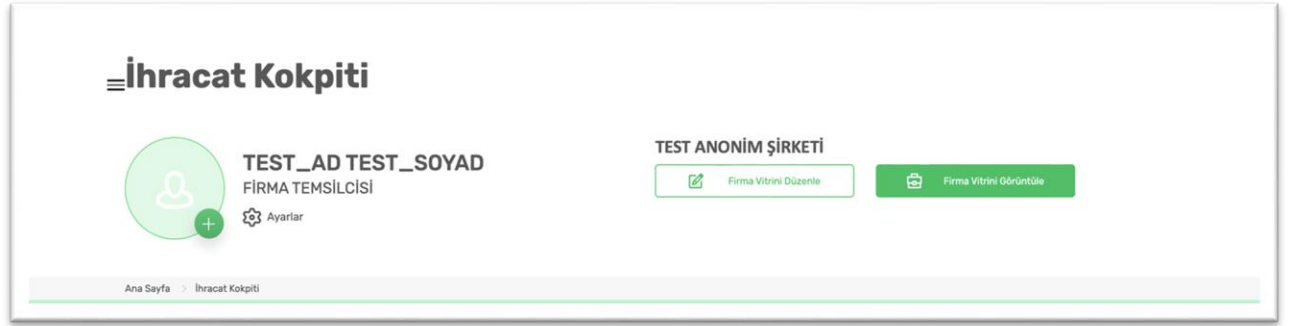 İhracat Kokpiti
TEST_AD TEST_SOYAD
FİRMA TEMSİLCİSİ
Ayarlar
TEST ANONİM ŞİRKETİ
Firma Vitrini Düzenle
Firma Vitrini Görüntüle
Ana Sayfa > İhracat Kokpiti